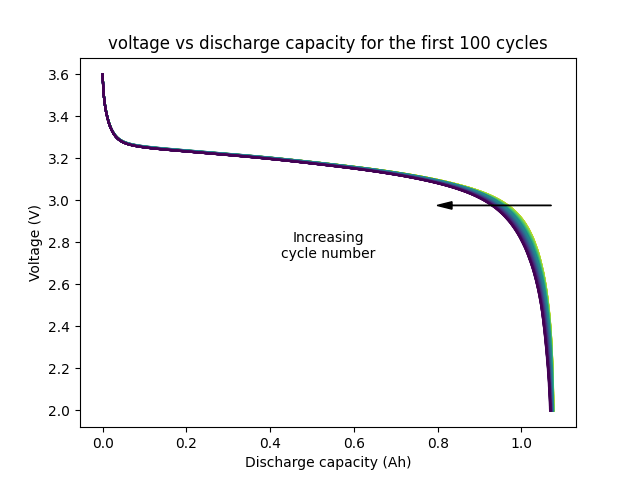 voltage vs discharge capacity for the first 100 cycles
3.6
3.4
3.2
3.0
2.8
2.6
2.4
2.2
2.0
Voltage (V)
Increasing
cycle number
0.0 0.2 0.4 0.6 0.8 1.0
Discharge capacity (Ah)